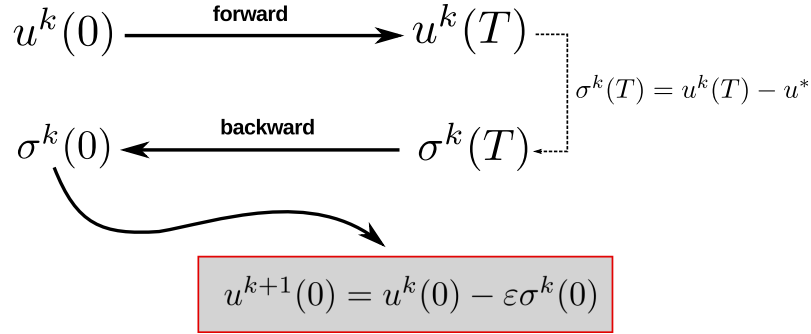 forward
u^k(0) u^k(T)
σ^k(T) = u^k(T) − u*
backward
σ^k(0) σ^k(T)
u^{k+1}(0) = u^k(0) − εσ^k(0)